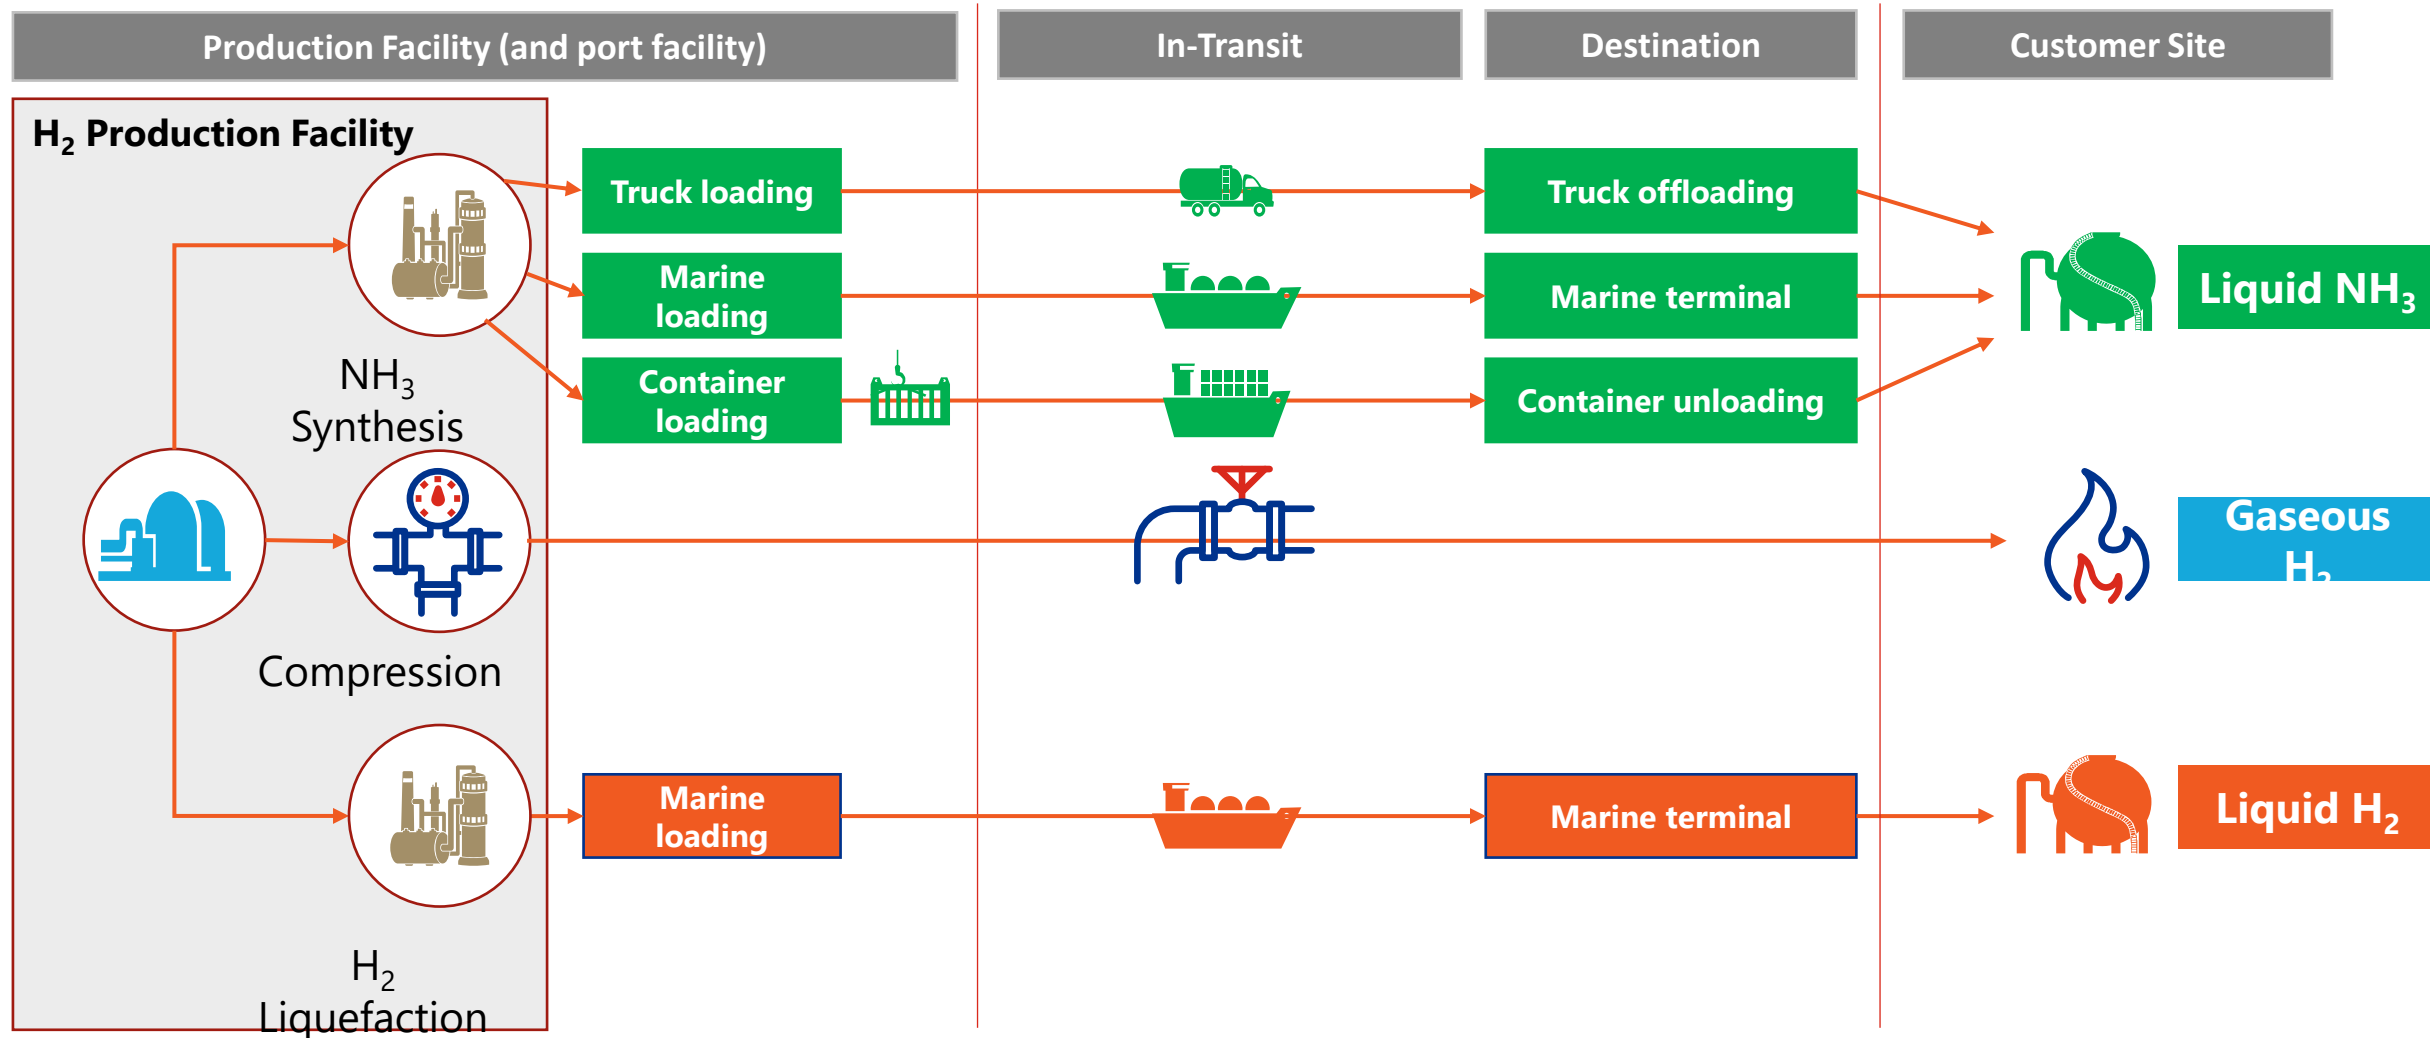 Production Facility (and port facility)
In-Transit
Destination
Customer Site
H₂ Production Facility
Truck loading
Truck offloading
Marine
loading
Marine terminal
Liquid NH₃
NH₃
Synthesis
Container
loading
Container unloading
Gaseous
H₂
Compression
Marine
loading
Marine terminal
Liquid H₂
H₂
Liquefaction